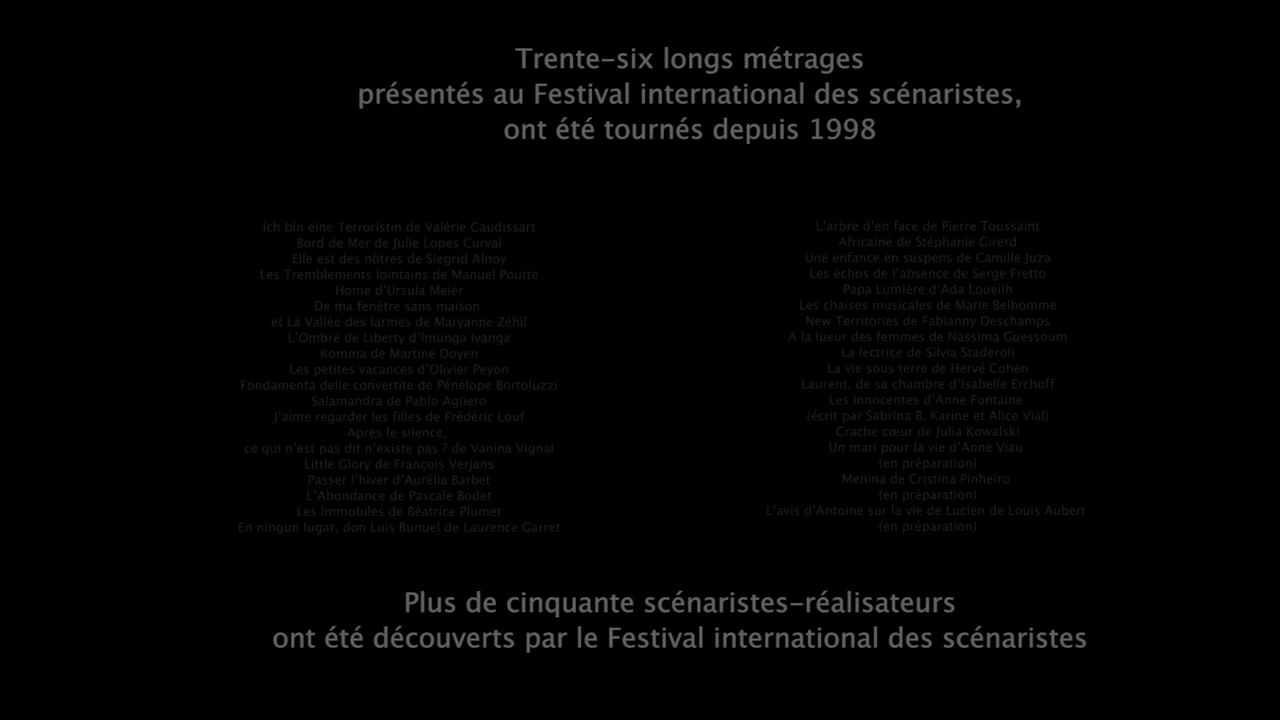 Trente-six longs métrages
présentés au Festival international des scénaristes,
ont été tournés depuis 1998
Ich bin eine Terroristin de Valérie Gaudissart
Bord de Mer de Julie Lopes Curval
Elle est des nôtres de Siegrid Alnoy
Les Tremblements lointains de Manuel Poutte
Home d'Ursula Meier
De ma fenêtre sans maison
et La Vallée des larmes de Maryanne Zéhil
L'Ombre de Liberty d'Imunga Ivanga
Komma de Martine Doyen
Les petites vacances d'Olivier Peyon
Fondamenta delle convertite de Pénélope Bortoluzzi
Salamandra de Pablo Agüero
J'aime regarder les filles de Frédéric Louf
Après le silence,
ce qui n'est pas dit n'existe pas ? de Vanina Vignal
Little Glory de François Verjans
Passer l'hiver d'Aurélia Barbet
L'Abondance de Pascale Bodet
Les Immobiles de Béatrice Plumet
En ningun lugar, don Luis Bunuel de Laurence Garret
L'arbre d'en face de Pierre Toussaint
Africaine de Stéphanie Girerd
Une enfance en suspens de Camille Juza
Les échos de l'absence de Serge Fretto
Papa Lumière d'Ada Loueilh
Les chaises musicales de Marie Belhomme
New Territories de Fabianny Deschamps
A la lueur des femmes de Nassima Guessoum
La lectrice de Silvia Staderoli
La vie sous terre de Hervé Cohen
Laurent, de sa chambre d'Isabelle Erchoff
Les Innocentes d'Anne Fontaine
(écrit par Sabrina B. Karine et Alice Vial)
Crache cœur de Julia Kowalski
Un mari pour la vie d'Anne Viau
(en préparation)
Menina de Cristina Pinheiro
(en préparation)
L'avis d'Antoine sur la vie de Lucien de Louis Aubert
(en préparation)
Plus de cinquante scénaristes-réalisateurs
ont été découverts par le Festival international des scénaristes